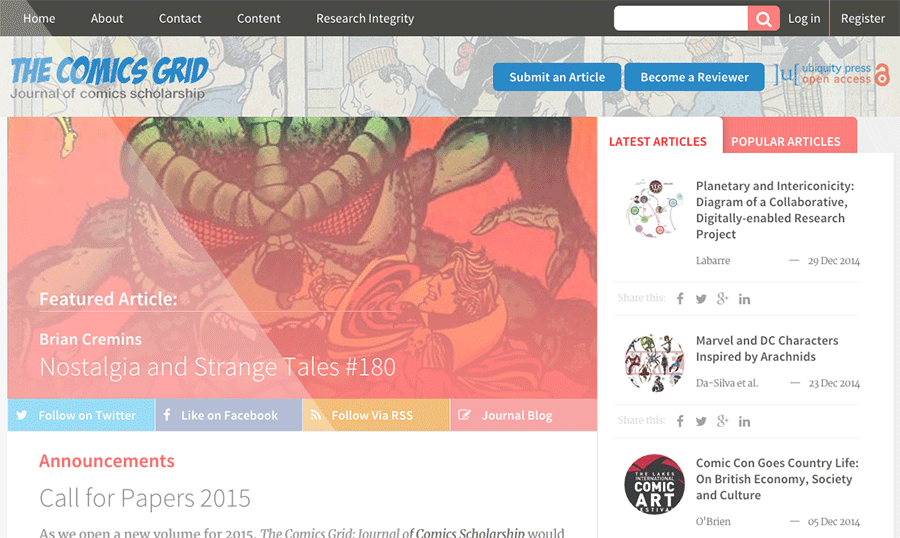 Home About Contact Content Research Integrity Log in Register
THE COMICS GRID
Journal of comics scholarship
Submit an Article Become a Reviewer
]u[ ubiquity press
open access
LATEST ARTICLES POPULAR ARTICLES
Featured Article:
Brian Cremins
Nostalgia and Strange Tales #180
Follow on Twitter Like on Facebook Follow Via RSS Journal Blog
Announcements
Call for Papers 2015
As we open a new volume for 2015, The Comics Grid: Journal of Comics Scholarship would
Planetary and Intericonicity:
Diagram of a Collaborative,
Digitally-enabled Research
Project
Labarre — 29 Dec 2014
Share this:
Marvel and DC Characters
Inspired by Arachnids
Da-Silva et al. — 23 Dec 2014
Share this:
THE LAKES
INTERNATIONAL
COMIC
ART
FESTIVAL
Comic Con Goes Country Life:
On British Economy, Society
and Culture
O'Brien — 05 Dec 2014